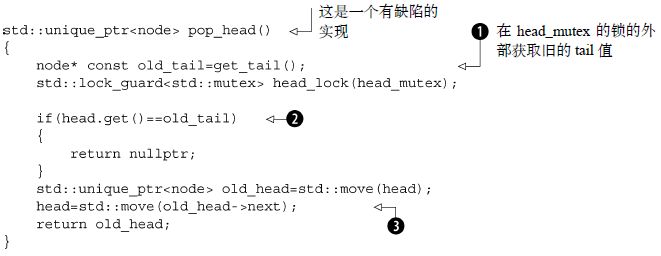 std::unique_ptr<node> pop_head()
这是一个有缺陷的
实现
{
❶ 在 head_mutex 的锁的外
部获取旧的 tail 值
node* const old_tail=get_tail();
std::lock_guard<std::mutex> head_lock(head_mutex);
if(head.get()==old_tail)
❷
{
return nullptr;
}
std::unique_ptr<node> old_head=std::move(head);
head=std::move(old_head->next);
❸
return old_head;
}